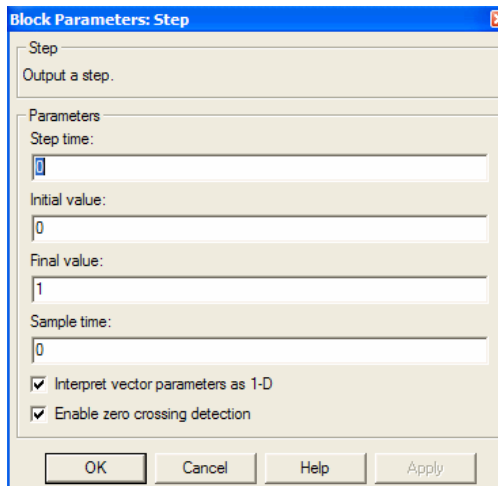 Block Parameters: Step
Step
Output a step.
Parameters
Step time:
0
Initial value:
0
Final value:
1
Sample time:
0
Interpret vector parameters as 1-D
Enable zero crossing detection
OK Cancel Help Apply